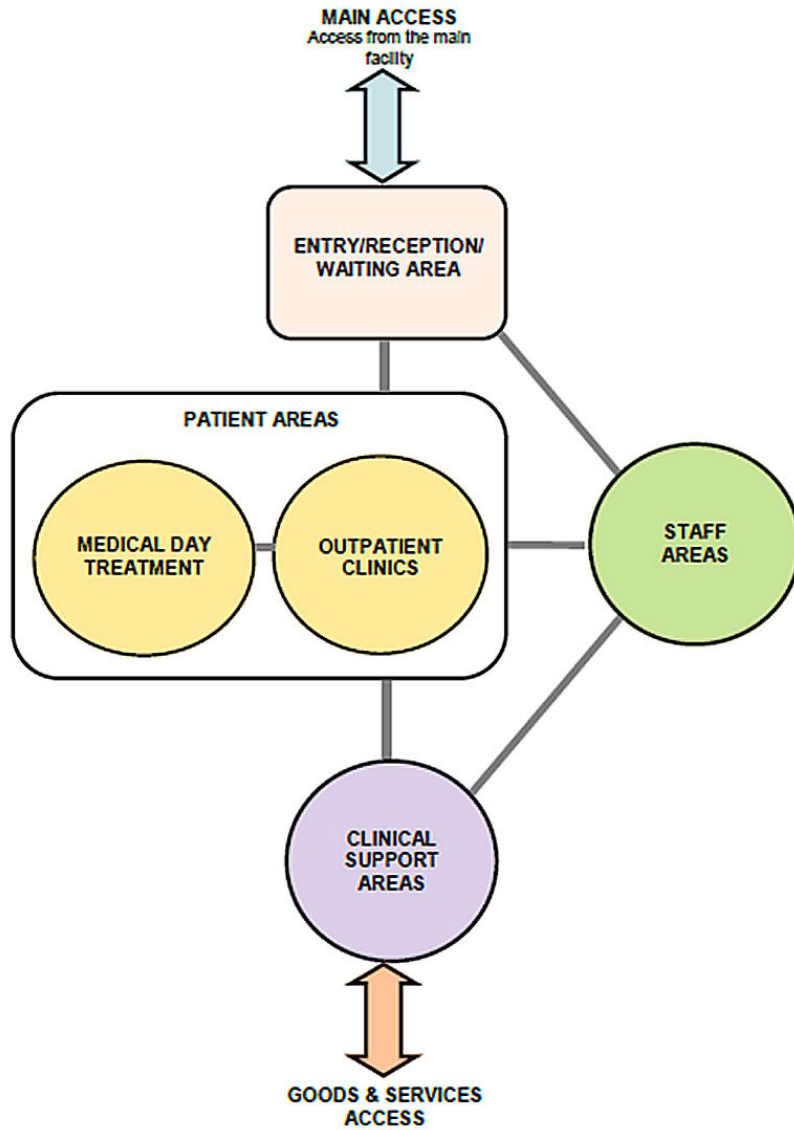 MAIN ACCESS
Access from the main
facility
ENTRY/RECEPTION/
WAITING AREA
PATIENT AREAS
MEDICAL DAY
TREATMENT
OUTPATIENT
CLINICS
STAFF
AREAS
CLINICAL
SUPPORT
AREAS
GOODS & SERVICES
ACCESS